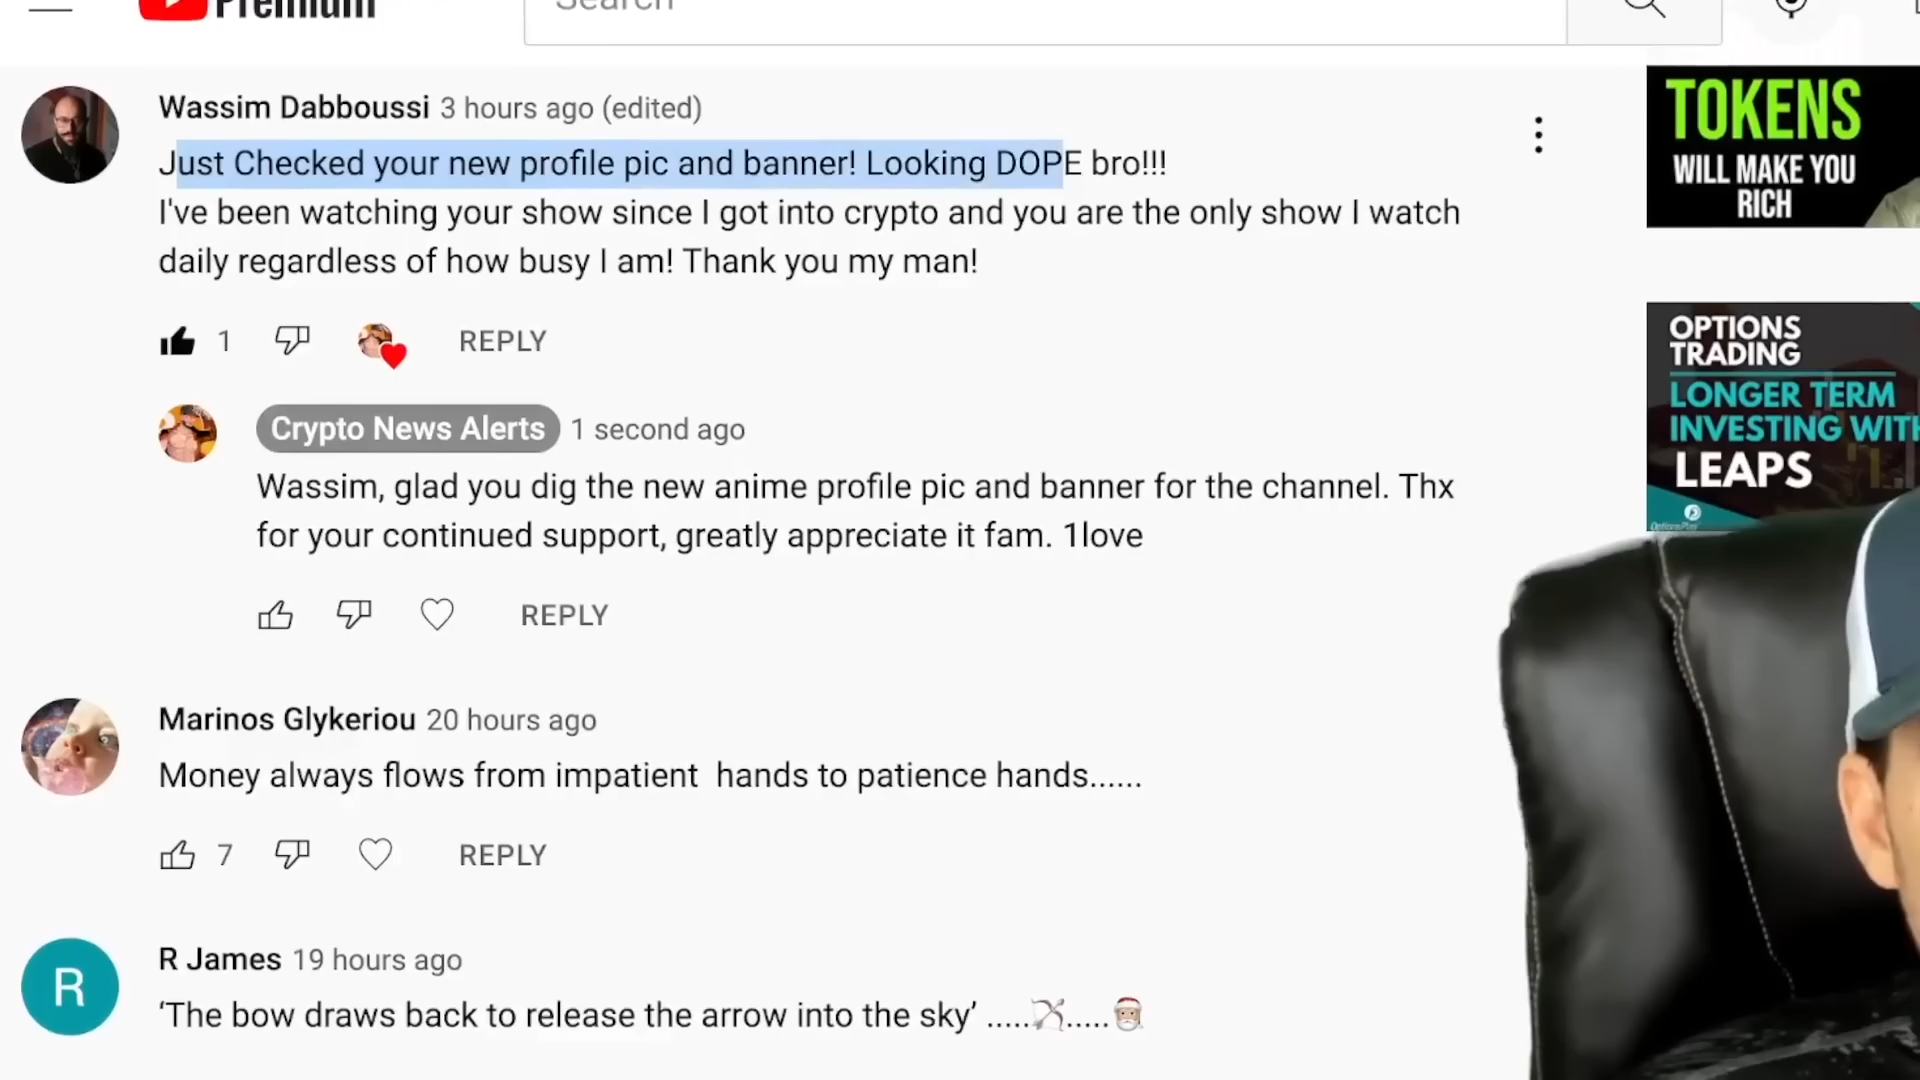 Premium
Search
Wassim Dabboussi 3 hours ago (edited)
Just Checked your new profile pic and banner! Looking DOPE bro!!!
I've been watching your show since I got into crypto and you are the only show I watch
daily regardless of how busy I am! Thank you my man!
1 REPLY
Crypto News Alerts 1 second ago
Wassim, glad you dig the new anime profile pic and banner for the channel. Thx
for your continued support, greatly appreciate it fam. 1love
REPLY
Marinos Glykeriou 20 hours ago
Money always flows from impatient  hands to patience hands......
7 REPLY
R
R James 19 hours ago
‘The bow draws back to release the arrow into the sky’ .....🏹.....🎅🏼
TOKENS
WILL MAKE YOU
RICH
OPTIONS
TRADING
LONGER TERM
INVESTING WITH
LEAPS
OptionsPlay